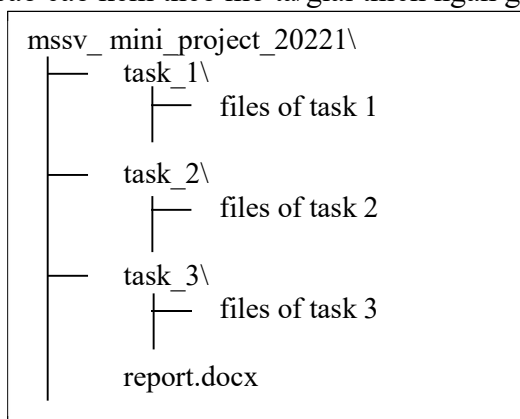 mssv_ mini_project_20221\
task_1\
files of task 1
task_2\
files of task 2
task_3\
files of task 3
report.docx